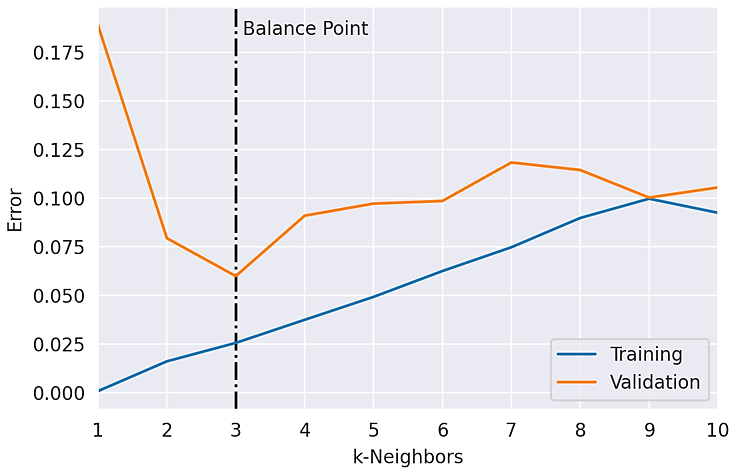 Balance Point
0.175
0.150
0.125
0.100
0.075
0.050
0.025
0.000
Error
Training
Validation
1 2 3 4 5 6 7 8 9 10
k-Neighbors